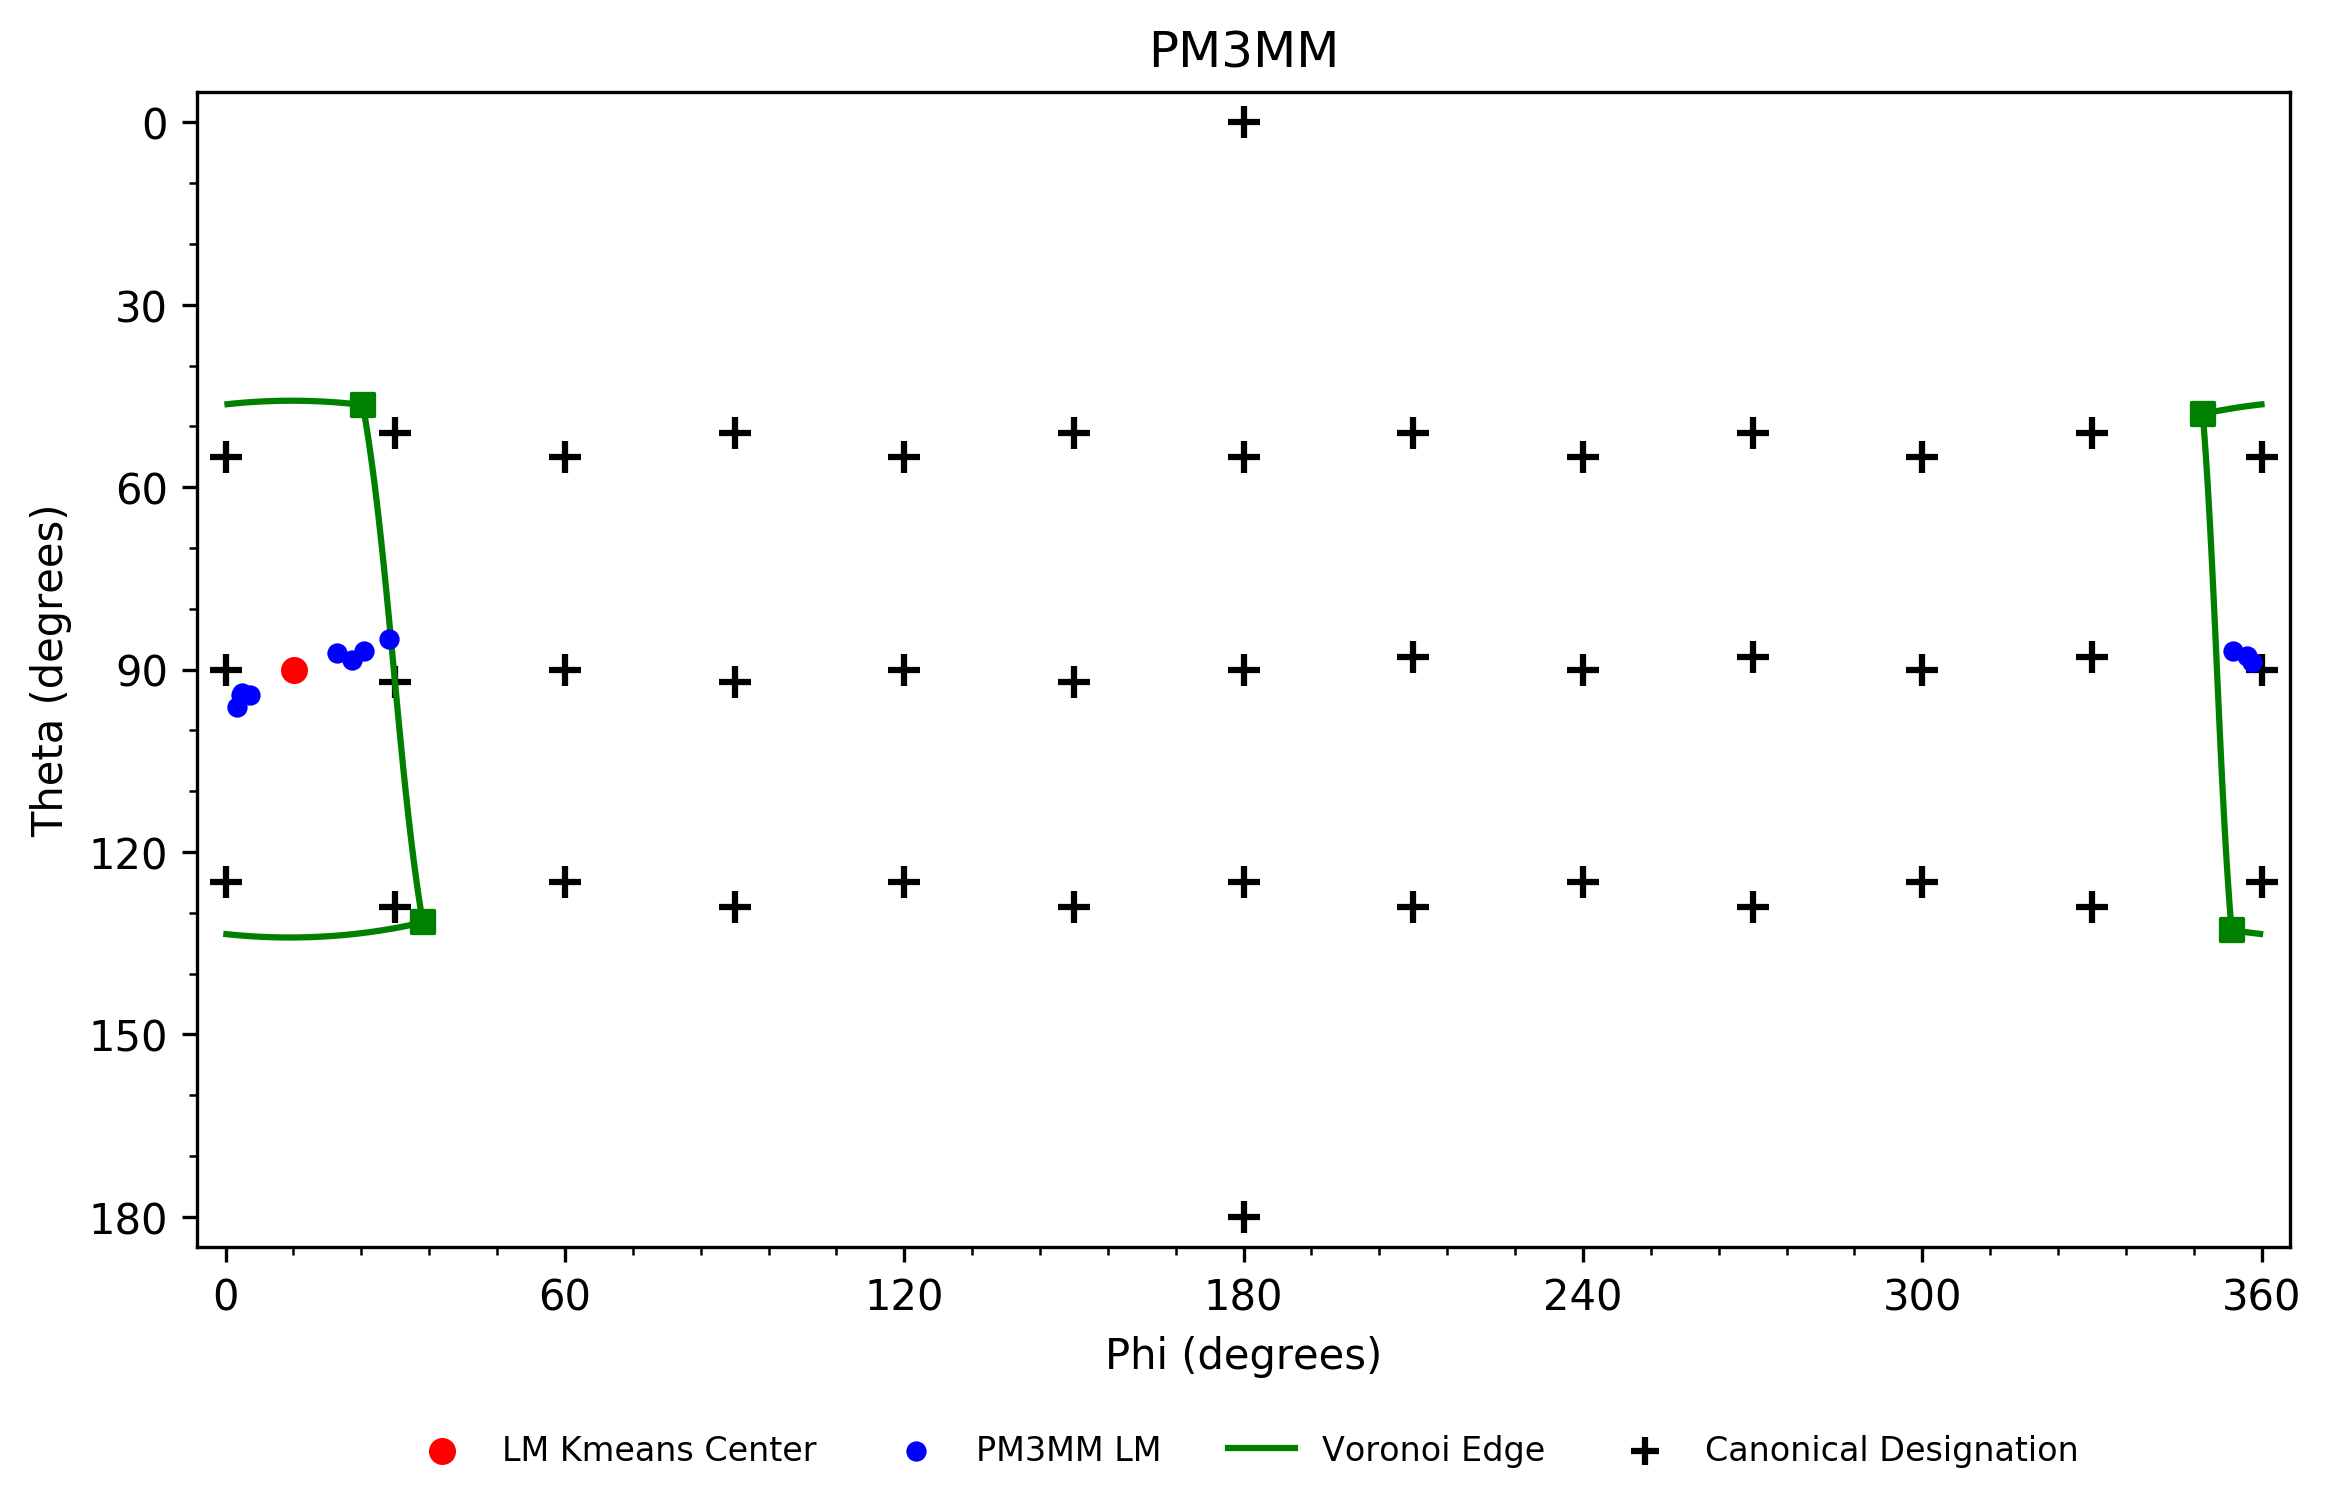 PM3MM
0
30
60
90
120
150
180
Theta (degrees)
0 60 120 180 240 300 360
Phi (degrees)
LM Kmeans Center PM3MM LM Voronoi Edge Canonical Designation